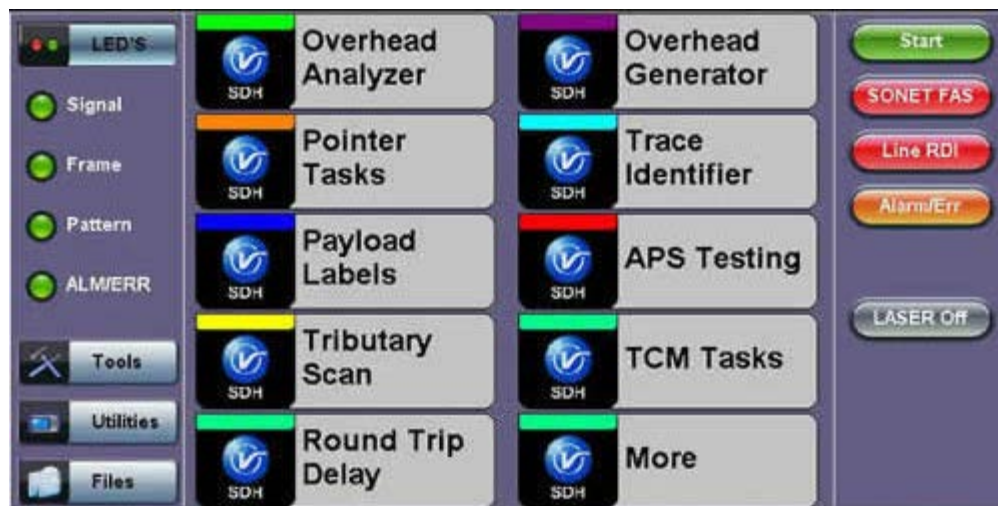 LED'S
Signal
Frame
Pattern
ALM/ERR
Tools
Utilities
Files
SDH
Overhead
Analyzer
SDH
Overhead
Generator
SDH
Pointer
Tasks
SDH
Trace
Identifier
SDH
Payload
Labels
SDH
APS Testing
SDH
Tributary
Scan
SDH
TCM Tasks
SDH
Round Trip
Delay
SDH
More
Start
SONET FAS
Line RDI
Alarm/Err
LASER Off